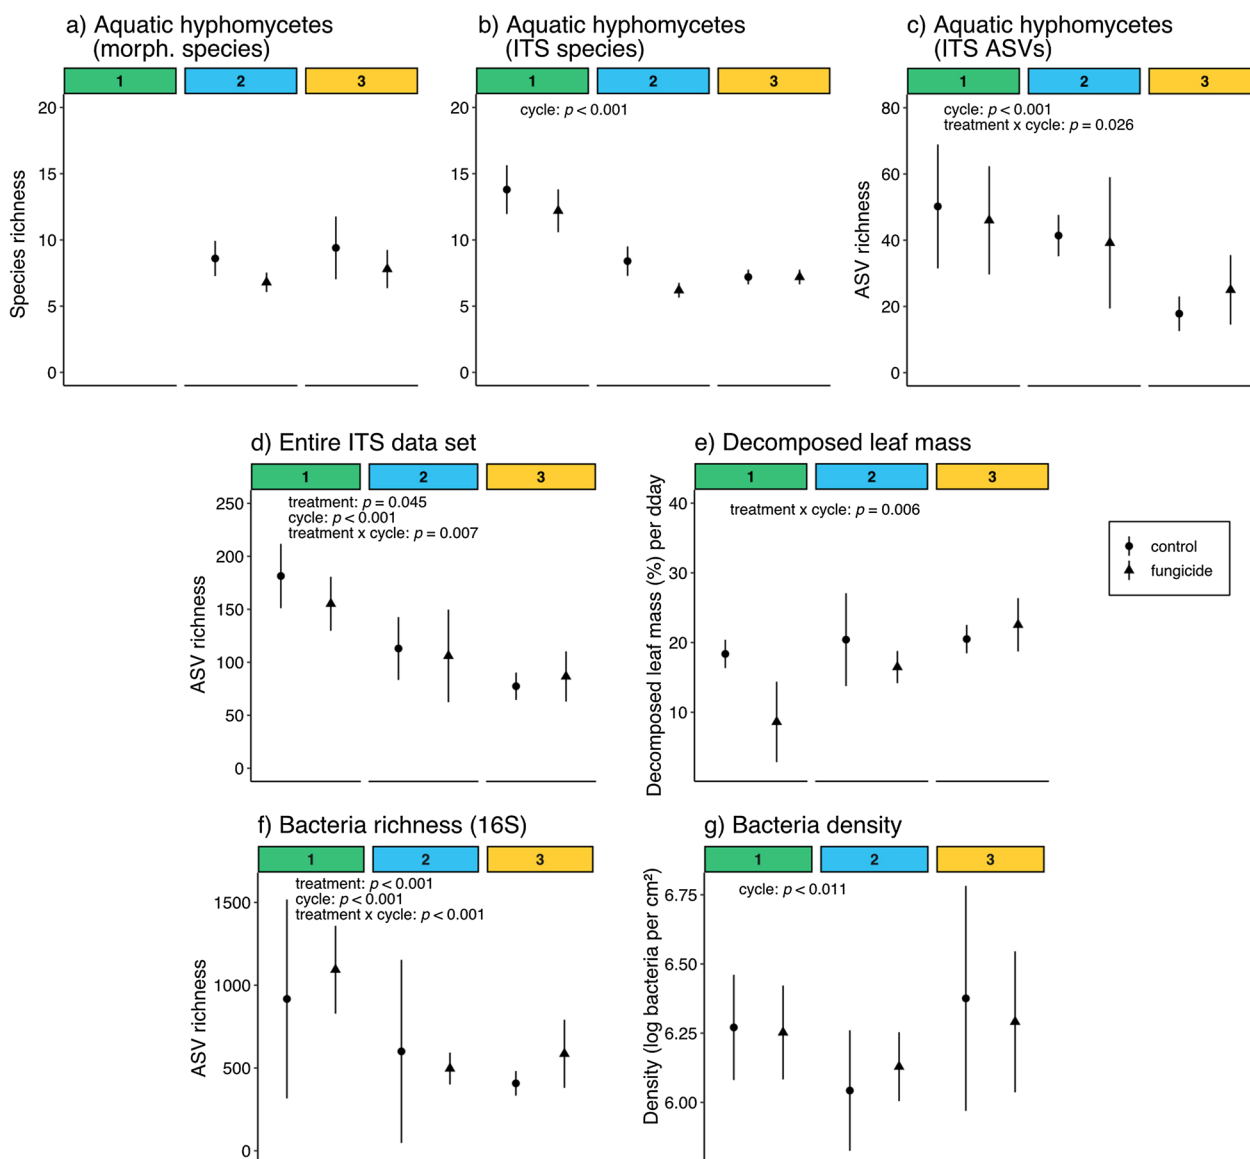 a) Aquatic hyphomycetes
(morph. species)
1 2 3
Species richness
20
15
10
5
0
b) Aquatic hyphomycetes
(ITS species)
1 2 3
cycle: p < 0.001
20
15
10
5
0
c) Aquatic hyphomycetes
(ITS ASVs)
1 2 3
cycle: p < 0.001
treatment x cycle: p = 0.026
ASV richness
80
60
40
20
0
d) Entire ITS data set
1 2 3
treatment: p = 0.045
cycle: p < 0.001
treatment x cycle: p = 0.007
ASV richness
250
200
150
100
50
0
e) Decomposed leaf mass
1 2 3
treatment x cycle: p = 0.006
Decomposed leaf mass (%) per dday
40
30
20
10
control
fungicide
f) Bacteria richness (16S)
1 2 3
treatment: p < 0.001
cycle: p < 0.001
treatment x cycle: p < 0.001
ASV richness
1500
1000
500
0
g) Bacteria density
1 2 3
cycle: p < 0.011
Density (log bacteria per cm²)
6.75
6.50
6.25
6.00